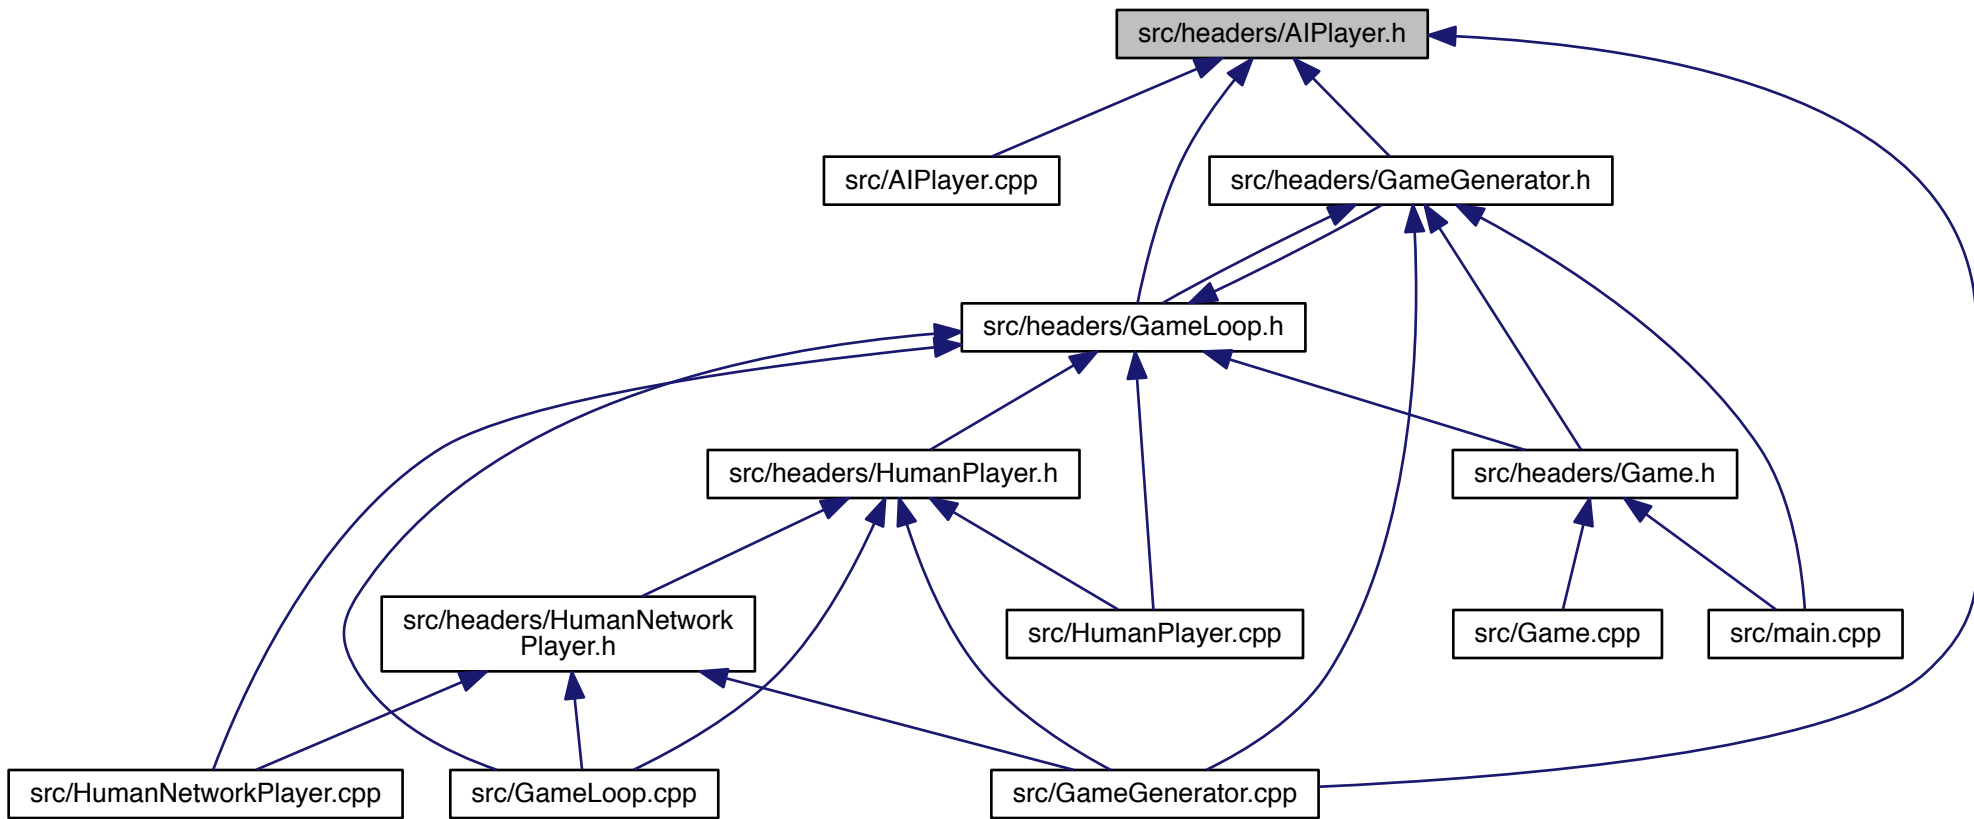 src/headers/AIPlayer.h
src/AIPlayer.cpp
src/headers/GameGenerator.h
src/headers/GameLoop.h
src/headers/HumanPlayer.h
src/headers/Game.h
src/headers/HumanNetwork
Player.h
src/HumanPlayer.cpp
src/Game.cpp
src/main.cpp
src/HumanNetworkPlayer.cpp
src/GameLoop.cpp
src/GameGenerator.cpp